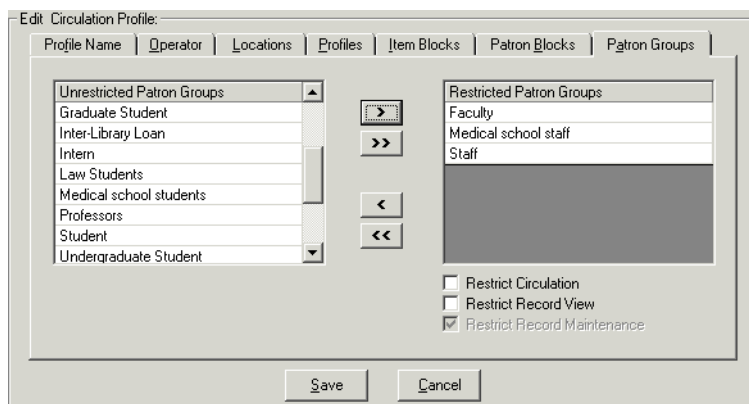 Edit Circulation Profile:
Profile Name Operator Locations Profiles Item Blocks Patron Blocks Patron Groups
Unrestricted Patron Groups
Graduate Student
Inter-Library Loan
Intern
Law Students
Medical school students
Professors
Student
Undergraduate Student
>
>>
<
<<
Restricted Patron Groups
Faculty
Medical school staff
Staff
Restrict Circulation
Restrict Record View
Restrict Record Maintenance
Save Cancel